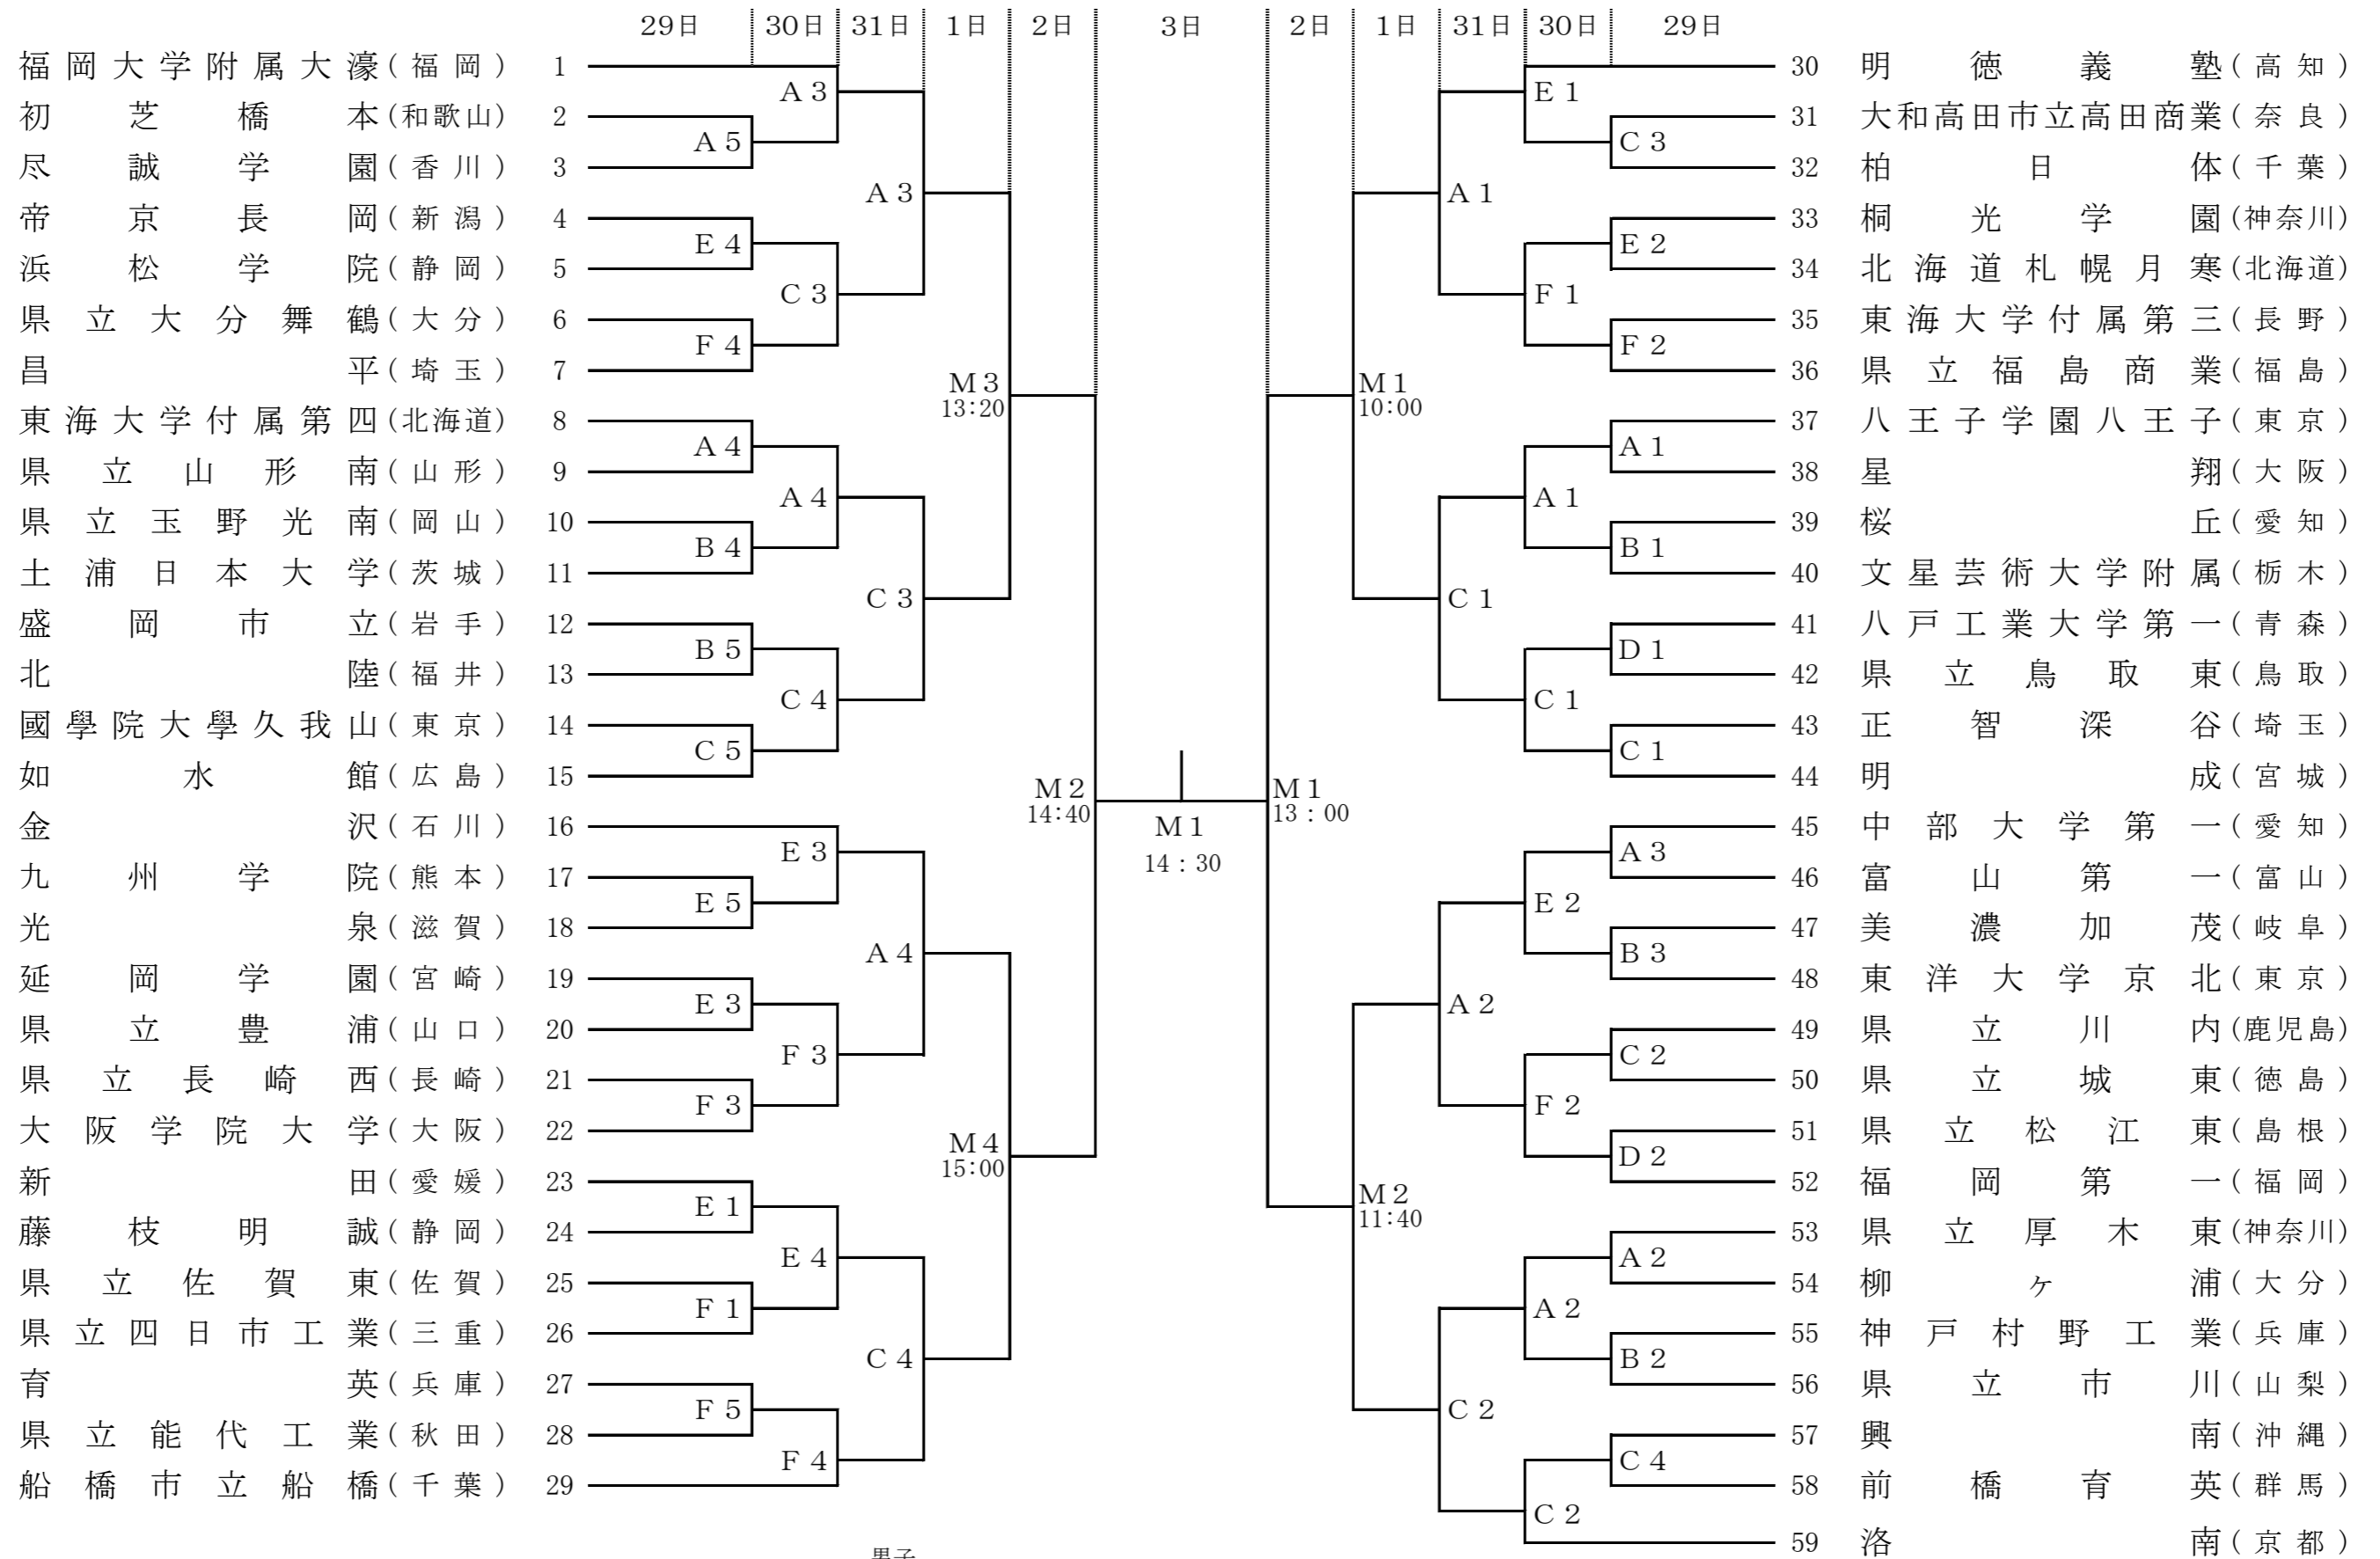 29日 30日 31日 1日 2日 3日 2日 1日 31日 30日 29日
福岡大学附属大濠(福岡) 1 30 明徳義塾(高知)
A3 E1
初芝橋本(和歌山) 2 31 大和高田市立高田商業(奈良)
A5 C3
尽誠学園(香川) 3 32 柏日体(千葉)
A3 A1
帝京長岡(新潟) 4 33 桐光学園(神奈川)
E4 E2
浜松学院(静岡) 5 34 北海道札幌月寒(北海道)
C3 F1
県立大分舞鶴(大分) 6 35 東海大学付属第三(長野)
F4 F2
昌平(埼玉) 7 36 県立福島商業(福島)
M3 M1
13:20 10:00
東海大学付属第四(北海道) 8 37 八王子学園八王子(東京)
A4 A1
県立山形南(山形) 9 38 星翔(大阪)
A4 A1
県立玉野光南(岡山) 10 39 桜丘(愛知)
B4 B1
土浦日本大学(茨城) 11 40 文星芸術大学附属(栃木)
C3 C1
盛岡市立(岩手) 12 41 八戸工業大学第一(青森)
B5 D1
北陸(福井) 13 42 県立鳥取東(鳥取)
C4 C1
國學院大學久我山(東京) 14 43 正智深谷(埼玉)
C5 C1
如水館(広島) 15 44 明成(宮城)
M2 M1
14:40 13:00
金沢(石川) 16 M1 45 中部大学第一(愛知)
E3 14:30 A3
九州学院(熊本) 17 46 富山第一(富山)
E5 E2
光泉(滋賀) 18 47 美濃加茂(岐阜)
A4 B3
延岡学園(宮崎) 19 48 東洋大学京北(東京)
E3 A2
県立豊浦(山口) 20 49 県立川内(鹿児島)
F3 C2
県立長崎西(長崎) 21 50 県立城東(徳島)
F3 F2
大阪学院大学(大阪) 22 51 県立松江東(島根)
M4 D2
15:00
新田(愛媛) 23 52 福岡第一(福岡)
E1 M2
11:40
藤枝明誠(静岡) 24 53 県立厚木東(神奈川)
E4 A2
県立佐賀東(佐賀) 25 54 柳ヶ浦(大分)
F1 A2
県立四日市工業(三重) 26 55 神戸村野工業(兵庫)
C4 B2
育英(兵庫) 27 56 県立市川(山梨)
F5 C2
県立能代工業(秋田) 28 57 興南(沖縄)
F4 C4
船橋市立船橋(千葉) 29 58 前橋育英(群馬)
C2
59 洛南(京都)